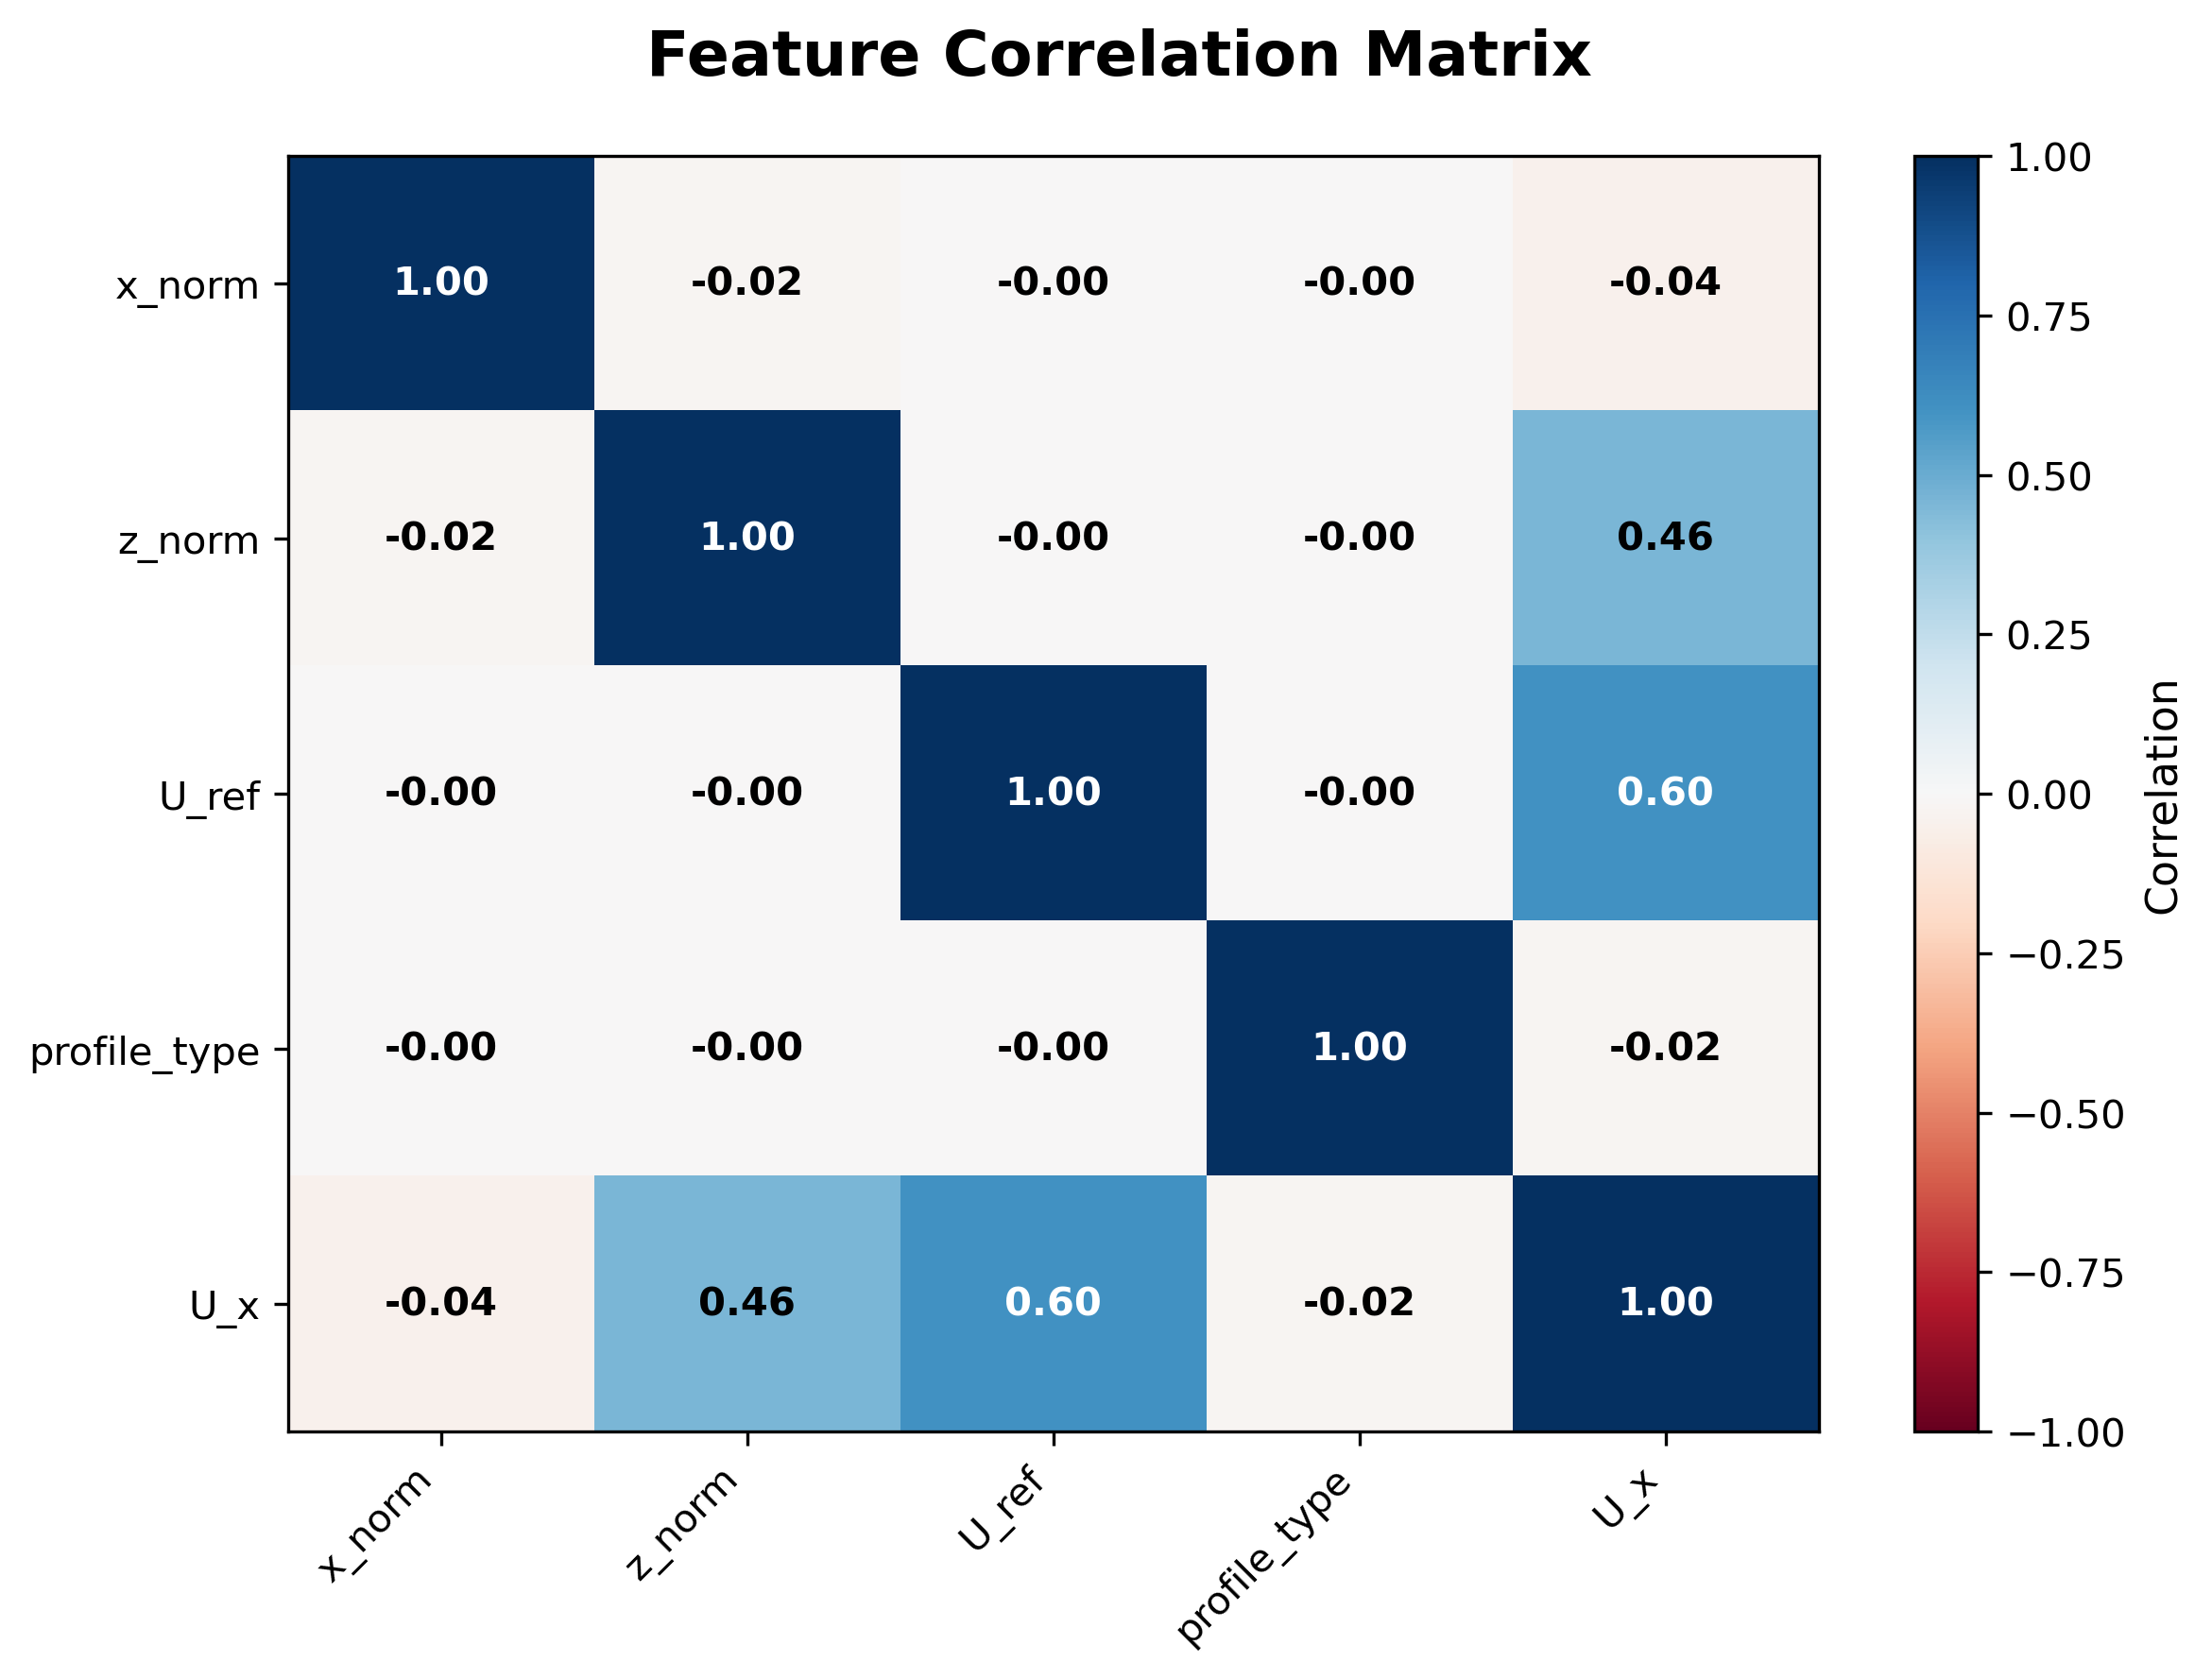 Feature Correlation Matrix
x_norm
1.00 -0.02 -0.00 -0.00 -0.04
z_norm
-0.02 1.00 -0.00 -0.00 0.46
U_ref
-0.00 -0.00 1.00 -0.00 0.60
profile_type
-0.00 -0.00 -0.00 1.00 -0.02
U_x
-0.04 0.46 0.60 -0.02 1.00
x_norm
z_norm
U_ref
profile_type
U_x
1.00
0.75
0.50
0.25
0.00
−0.25
−0.50
−0.75
−1.00
Correlation